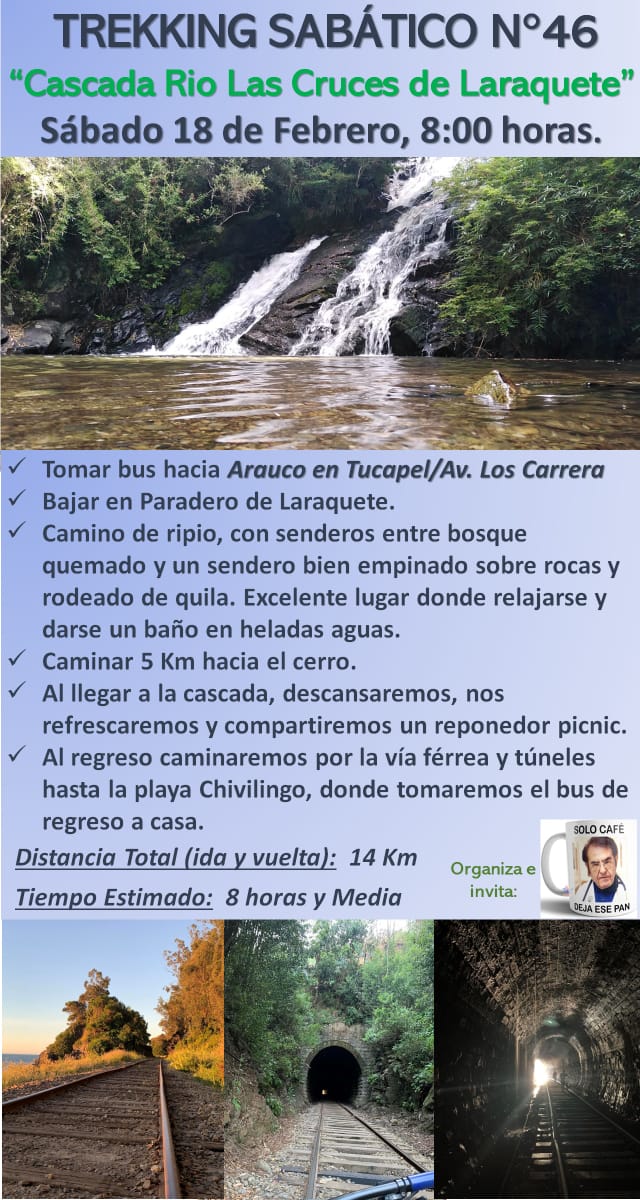 TREKKING SABÁTICO N°46
“Cascada Rio Las Cruces de Laraquete”
Sábado 18 de Febrero, 8:00 horas.
✓ Tomar bus hacia Arauco en Tucapel/Av. Los Carrera
✓ Bajar en Paradero de Laraquete.
✓ Camino de ripio, con senderos entre bosque
quemado y un sendero bien empinado sobre rocas y
rodeado de quila. Excelente lugar donde relajarse y
darse un baño en heladas aguas.
✓ Caminar 5 Km hacia el cerro.
✓ Al llegar a la cascada, descansaremos, nos
refrescaremos y compartiremos un reponedor picnic.
✓ Al regreso caminaremos por la vía férrea y túneles
hasta la playa Chivilingo, donde tomaremos el bus de
regreso a casa.
Distancia Total (ida y vuelta): 14 Km
Tiempo Estimado: 8 horas y Media
Organiza e
invita:
SOLO CAFÉ
DEJA ESE PAN